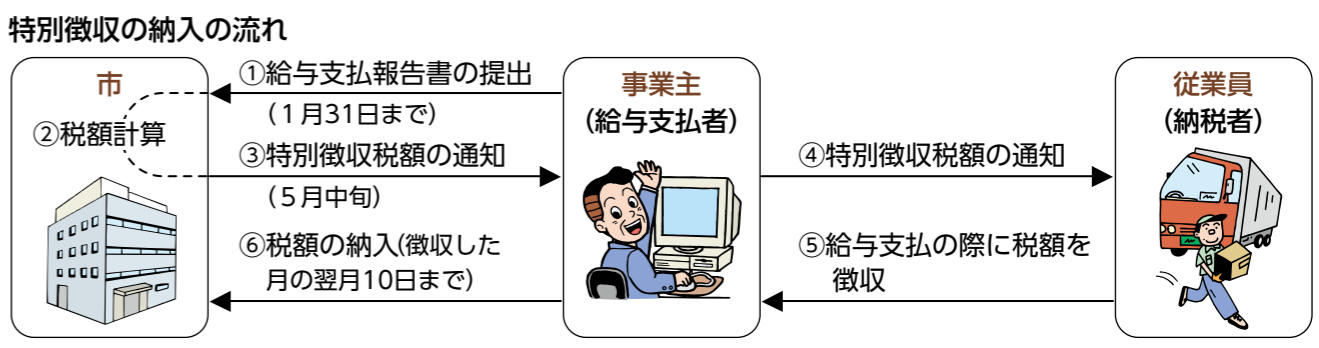 特別徴収の納入の流れ
市
②税額計算
①給与支払報告書の提出
（１月31日まで）
③特別徴収税額の通知
（５月中旬）
⑥税額の納入（徴収した
月の翌月10日まで）
事業主
（給与支払者）
④特別徴収税額の通知
⑤給与支払の際に税額を
徴収
従業員
（納税者）